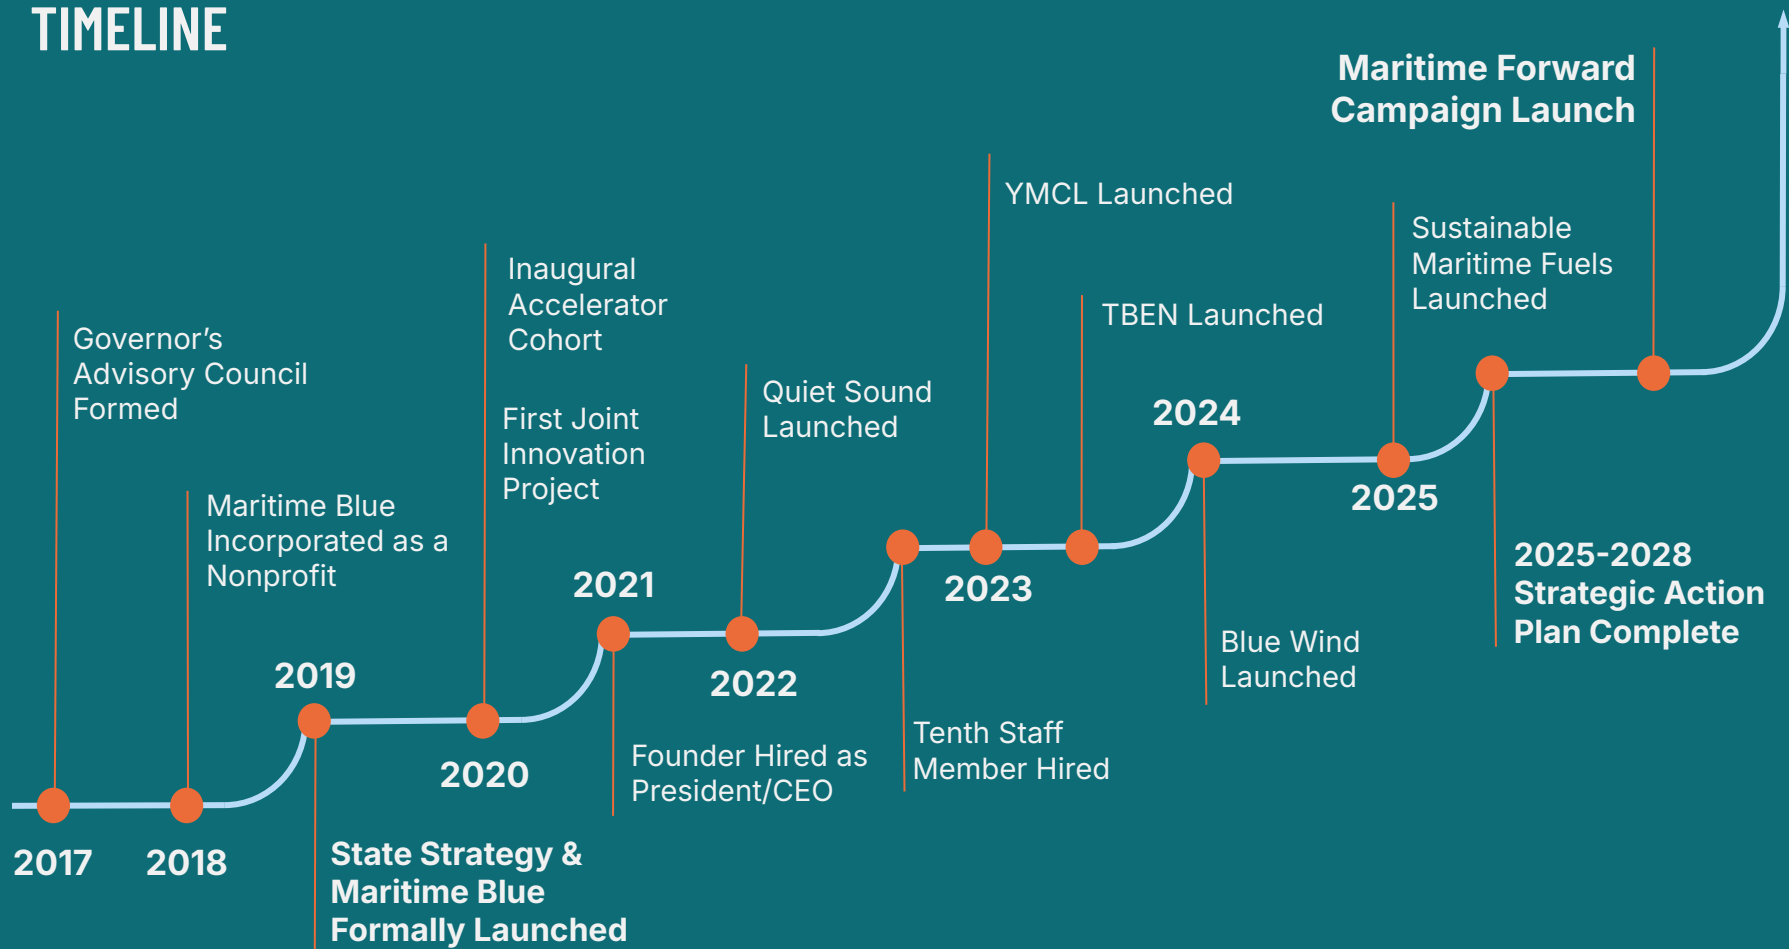 TIMELINE
Maritime Forward
Campaign Launch
YMCL Launched
Sustainable
Maritime Fuels
Launched
Inaugural
Accelerator
Cohort
TBEN Launched
Governor’s
Advisory Council
Formed
Quiet Sound
Launched
2024
First Joint
Innovation
Project
2025
Maritime Blue
Incorporated as a
Nonprofit
2021
2023
2025-2028
Strategic Action
Plan Complete
2019
2022
Blue Wind
Launched
2020
Founder Hired as
President/CEO
Tenth Staff
Member Hired
2017
2018
State Strategy &
Maritime Blue
Formally Launched